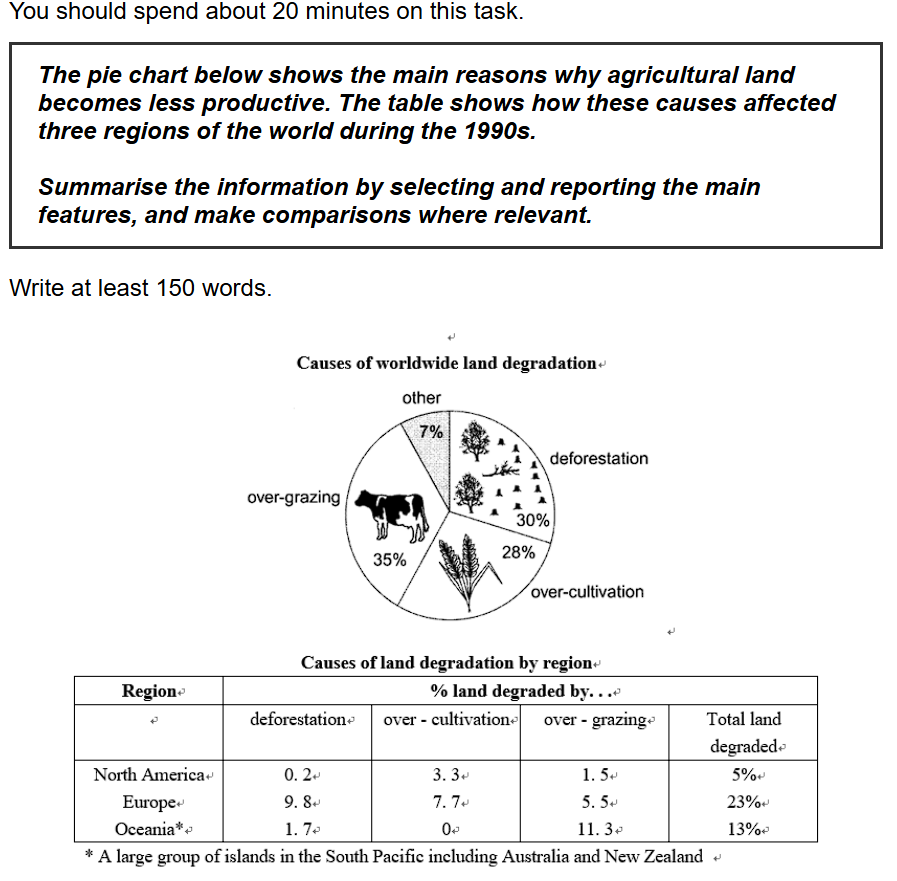 You should spend about 20 minutes on this task.
The pie chart below shows the main reasons why agricultural land
becomes less productive. The table shows how these causes affected
three regions of the world during the 1990s.
Summarise the information by selecting and reporting the main
features, and make comparisons where relevant.
Write at least 150 words.
Causes of worldwide land degradation
other
7%
deforestation
over-grazing
30%
28%
35%
over-cultivation
Causes of land degradation by region
Region % land degraded by. . .
deforestation over - cultivation over - grazing Total land
degraded
North America 0. 2 3. 3 1. 5 5%
Europe 9. 8 7. 7 5. 5 23%
Oceania* 1. 7 0 11. 3 13%
* A large group of islands in the South Pacific including Australia and New Zealand